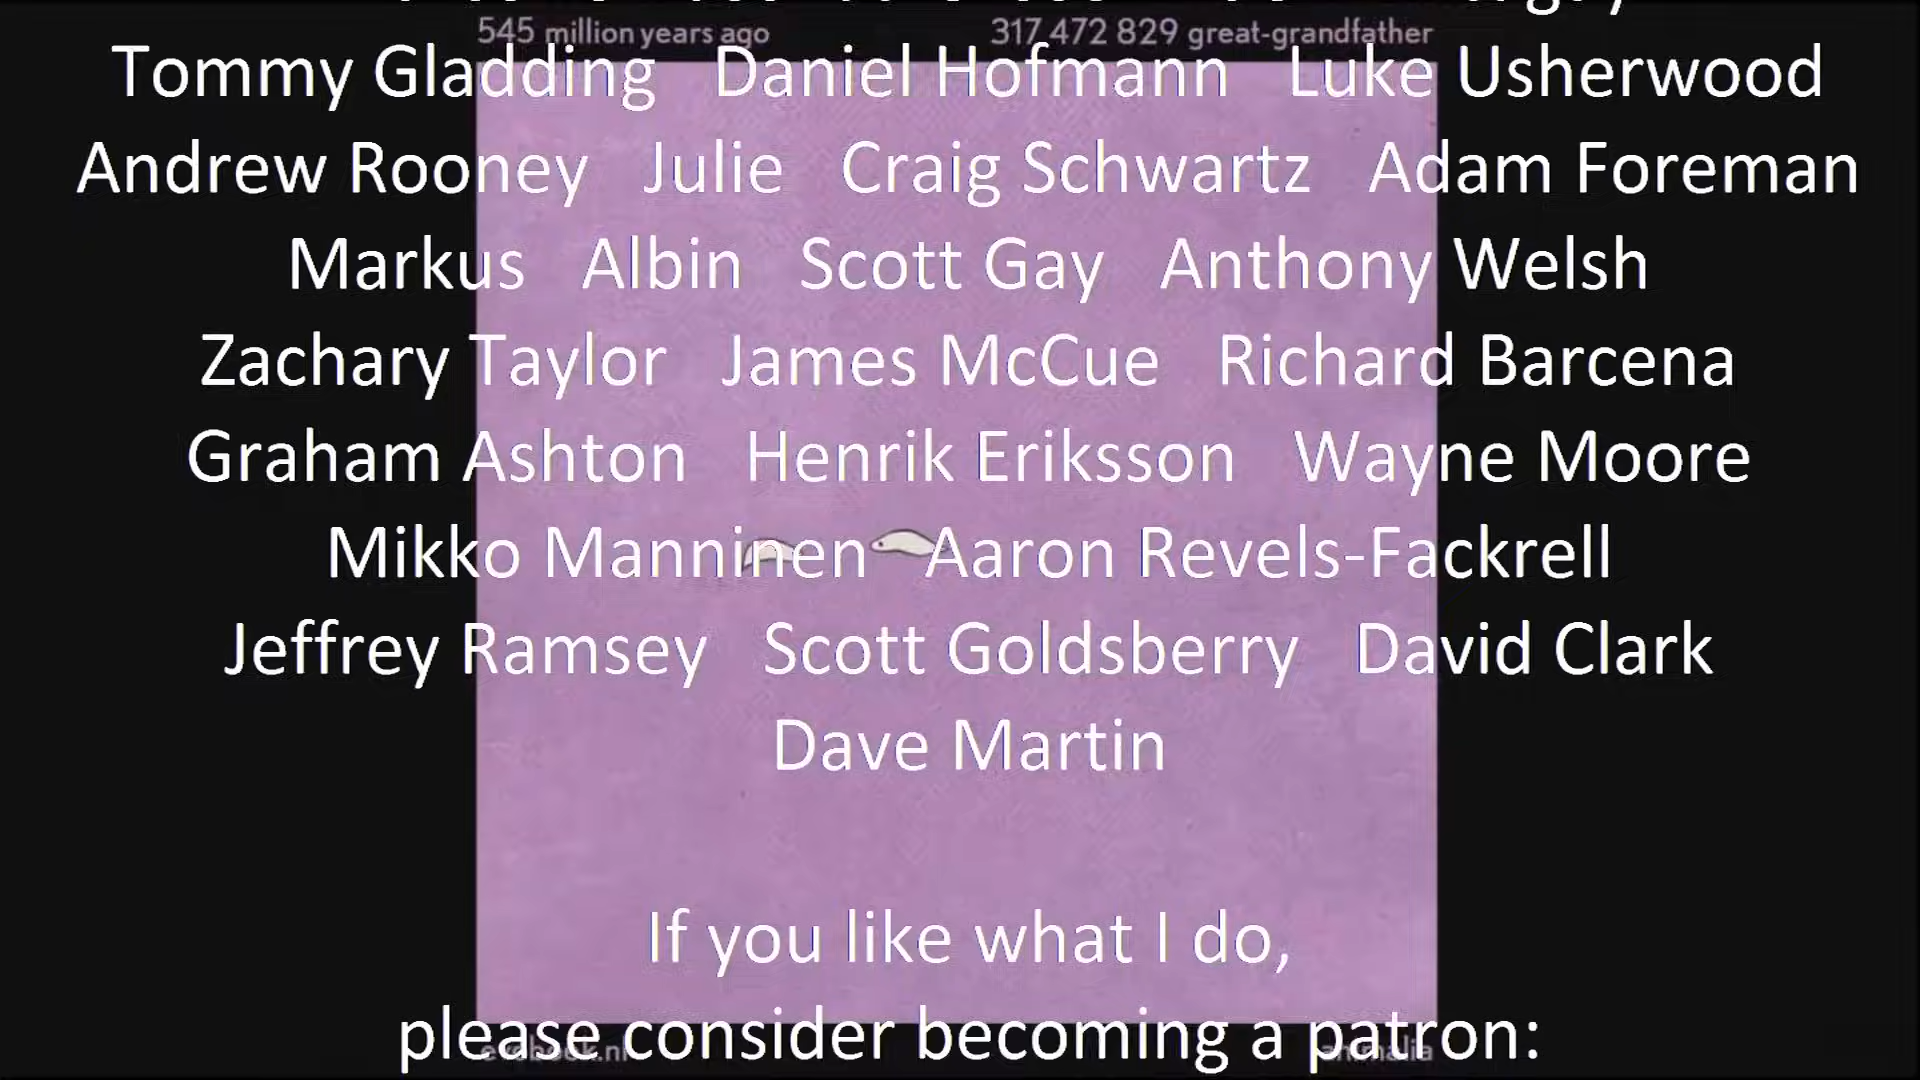 545 million years ago 317 472 829 great-grandfather
Tommy Gladding Daniel Hofmann Luke Usherwood
Andrew Rooney Julie Craig Schwartz Adam Foreman
Markus Albin Scott Gay Anthony Welsh
Zachary Taylor James McCue Richard Barcena
Graham Ashton Henrik Eriksson Wayne Moore
Mikko Manninen Aaron Revels-Fackrell
Jeffrey Ramsey Scott Goldsberry David Clark
Dave Martin
If you like what I do,
please consider becoming a patron:
animalia